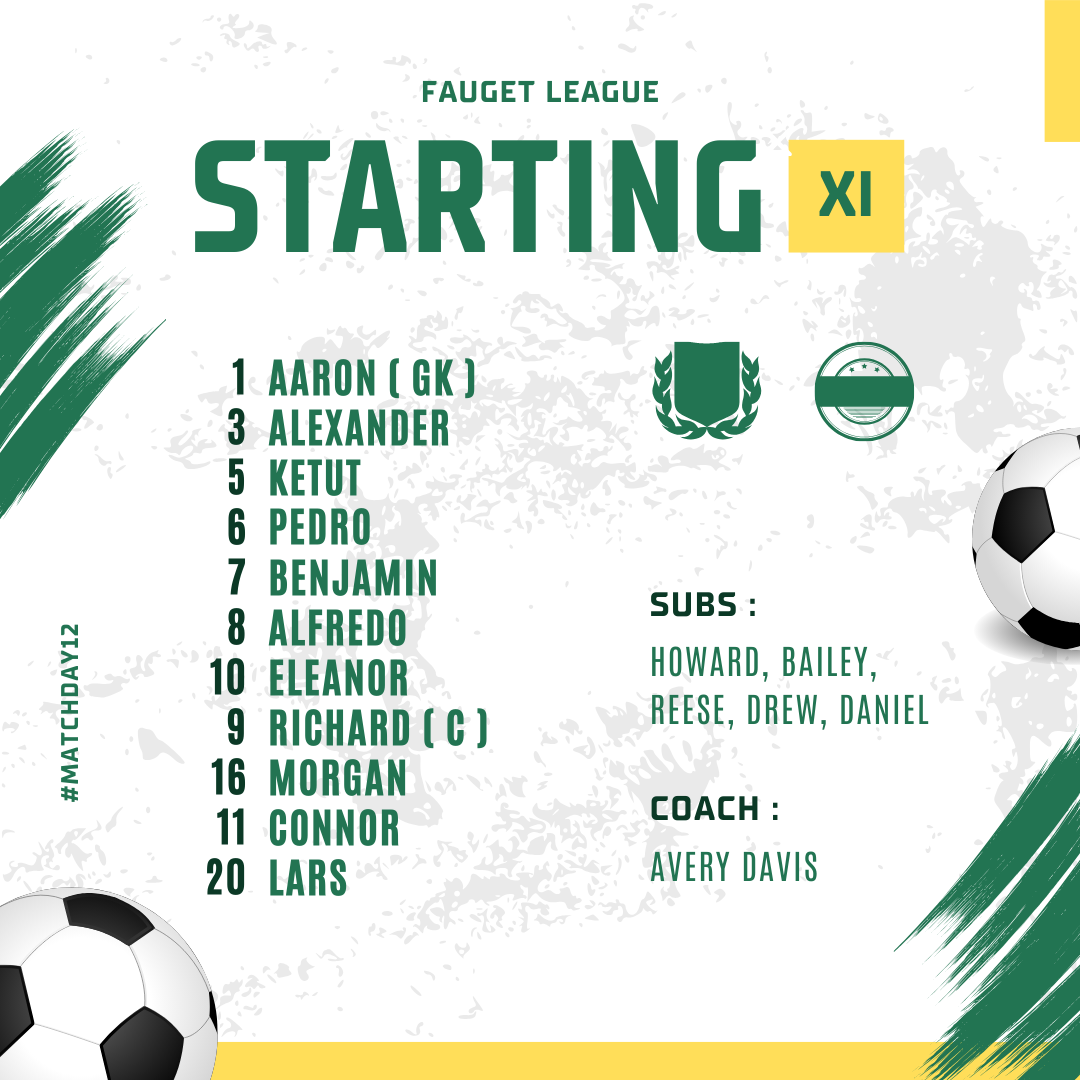 FAUGET LEAGUE
STARTING XI
1 AARON ( GK )
3 ALEXANDER
5 KETUT
6 PEDRO
7 BENJAMIN
8 ALFREDO
10 ELEANOR
9 RICHARD ( C )
16 MORGAN
11 CONNOR
20 LARS
SUBS :
HOWARD, BAILEY,
REESE, DREW, DANIEL
COACH :
AVERY DAVIS
#MATCHDAY12